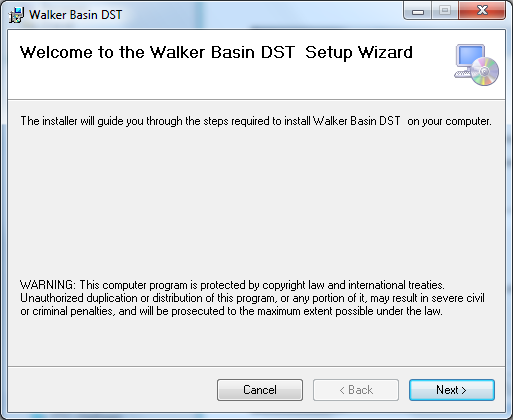 Walker Basin DST
Welcome to the Walker Basin DST  Setup Wizard
The installer will guide you through the steps required to install Walker Basin DST  on your computer.
WARNING: This computer program is protected by copyright law and international treaties.
Unauthorized duplication or distribution of this program, or any portion of it, may result in severe civil
or criminal penalties, and will be prosecuted to the maximum extent possible under the law.
Cancel
< Back
Next >